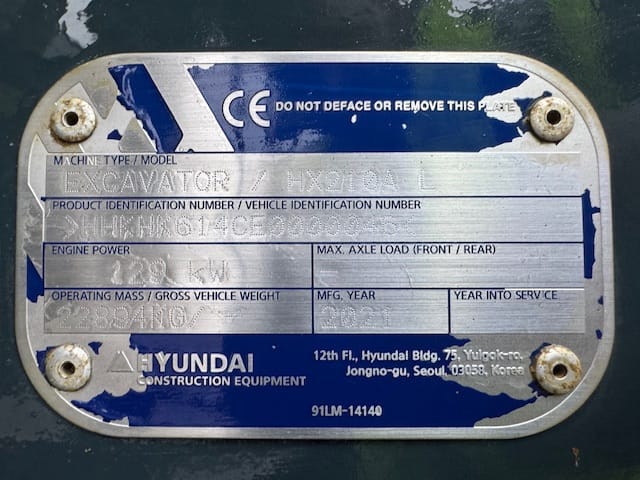 CE DO NOT DEFACE OR REMOVE THIS PLATE
MACHINE TYPE / MODEL
EXCAVATOR / HX210A L
PRODUCT IDENTIFICATION NUMBER / VEHICLE IDENTIFICATION NUMBER
ENGINE POWER
MAX. AXLE LOAD (FRONT / REAR)
129 kW
-
OPERATING MASS / GROSS VEHICLE WEIGHT
MFG. YEAR
YEAR INTO SERVICE
22894KG/ -
2021
HYUNDAI
CONSTRUCTION EQUIPMENT
12th Fl., Hyundai Bldg. 75, Yulgok-ro,
Jongno-gu, Seoul, 03058, Korea
91LM-14140